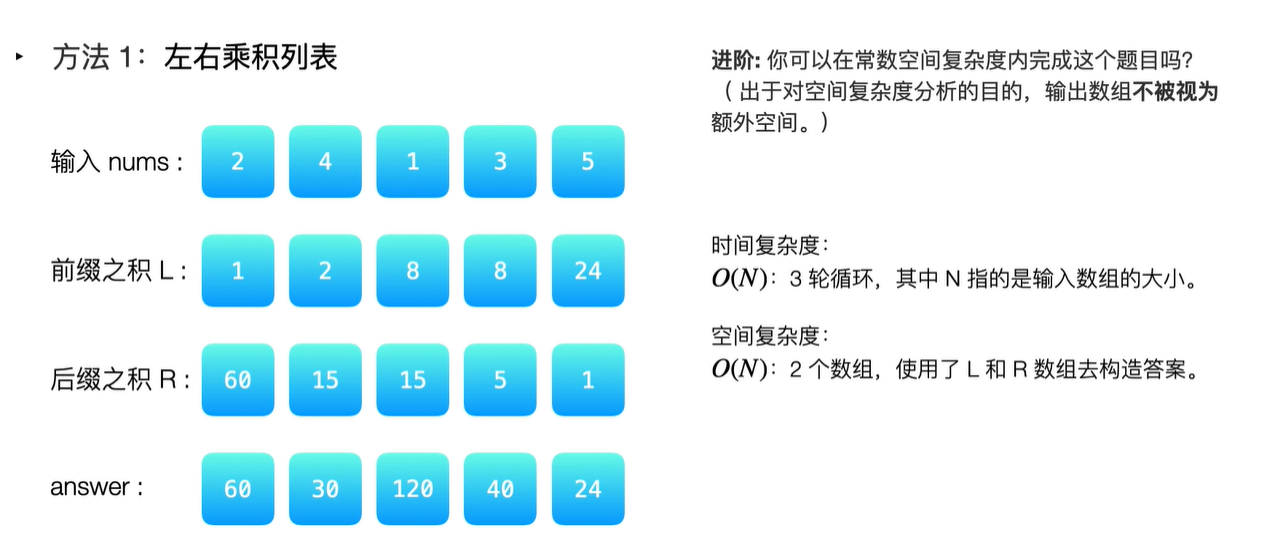 ▸ 方法 1：左右乘积列表
输入 nums : 2 4 1 3 5
前缀之积 L : 1 2 8 8 24
后缀之积 R : 60 15 15 5 1
answer : 60 30 120 40 24
进阶: 你可以在常数空间复杂度内完成这个题目吗？
（ 出于对空间复杂度分析的目的，输出数组不被视为
额外空间。）
时间复杂度：
O(N)：3 轮循环，其中 N 指的是输入数组的大小。
空间复杂度：
O(N)：2 个数组，使用了 L 和 R 数组去构造答案。